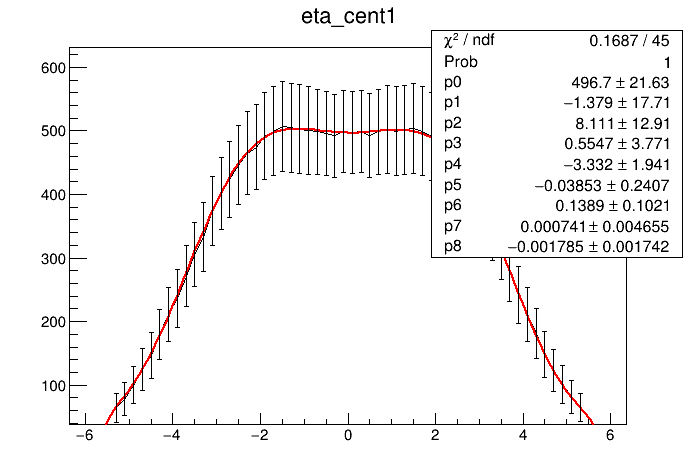 eta_cent1
χ² / ndf 0.1687 / 45
Prob 1
p0 496.7 ± 21.63
p1 −1.379 ± 17.71
p2 8.111 ± 12.91
p3 0.5547 ± 3.771
p4 −3.332 ± 1.941
p5 −0.03853 ± 0.2407
p6 0.1389 ± 0.1021
p7 0.000741 ± 0.004655
p8 −0.001785 ± 0.001742
600
500
400
300
200
100
−6 −4 −2 0 2 4 6